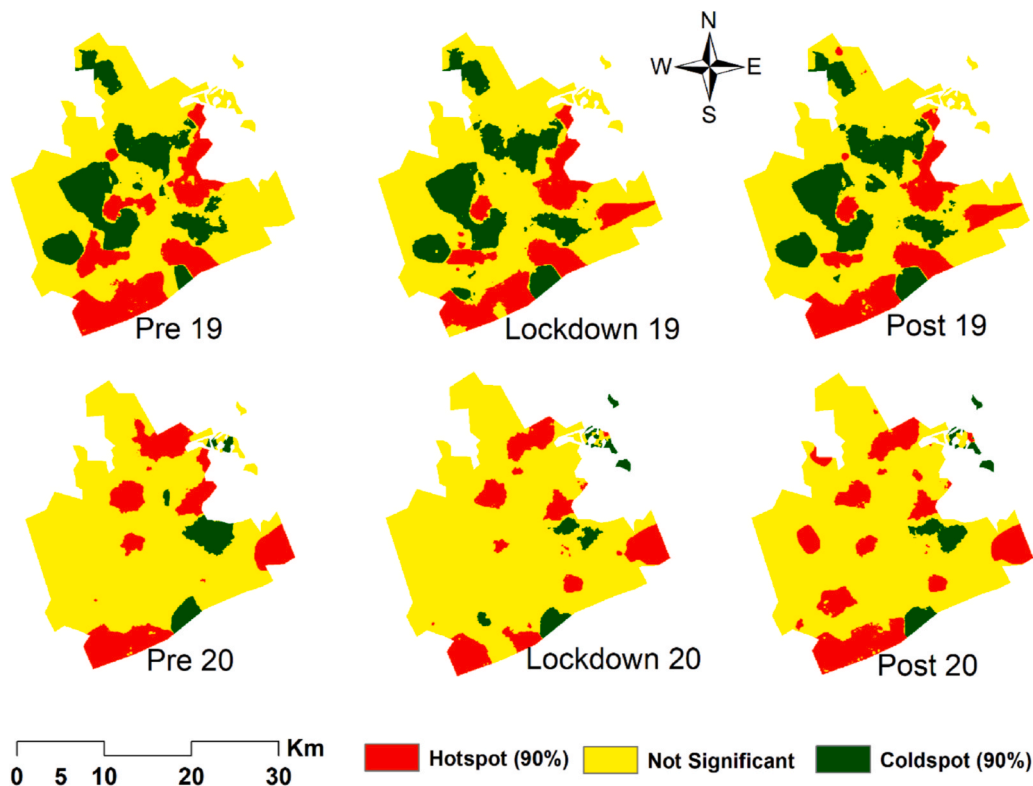 N
W E
S
Pre 19
Lockdown 19
Post 19
Pre 20
Lockdown 20
Post 20
Km
0 5 10 20 30
Hotspot (90%) Not Significant Coldspot (90%)